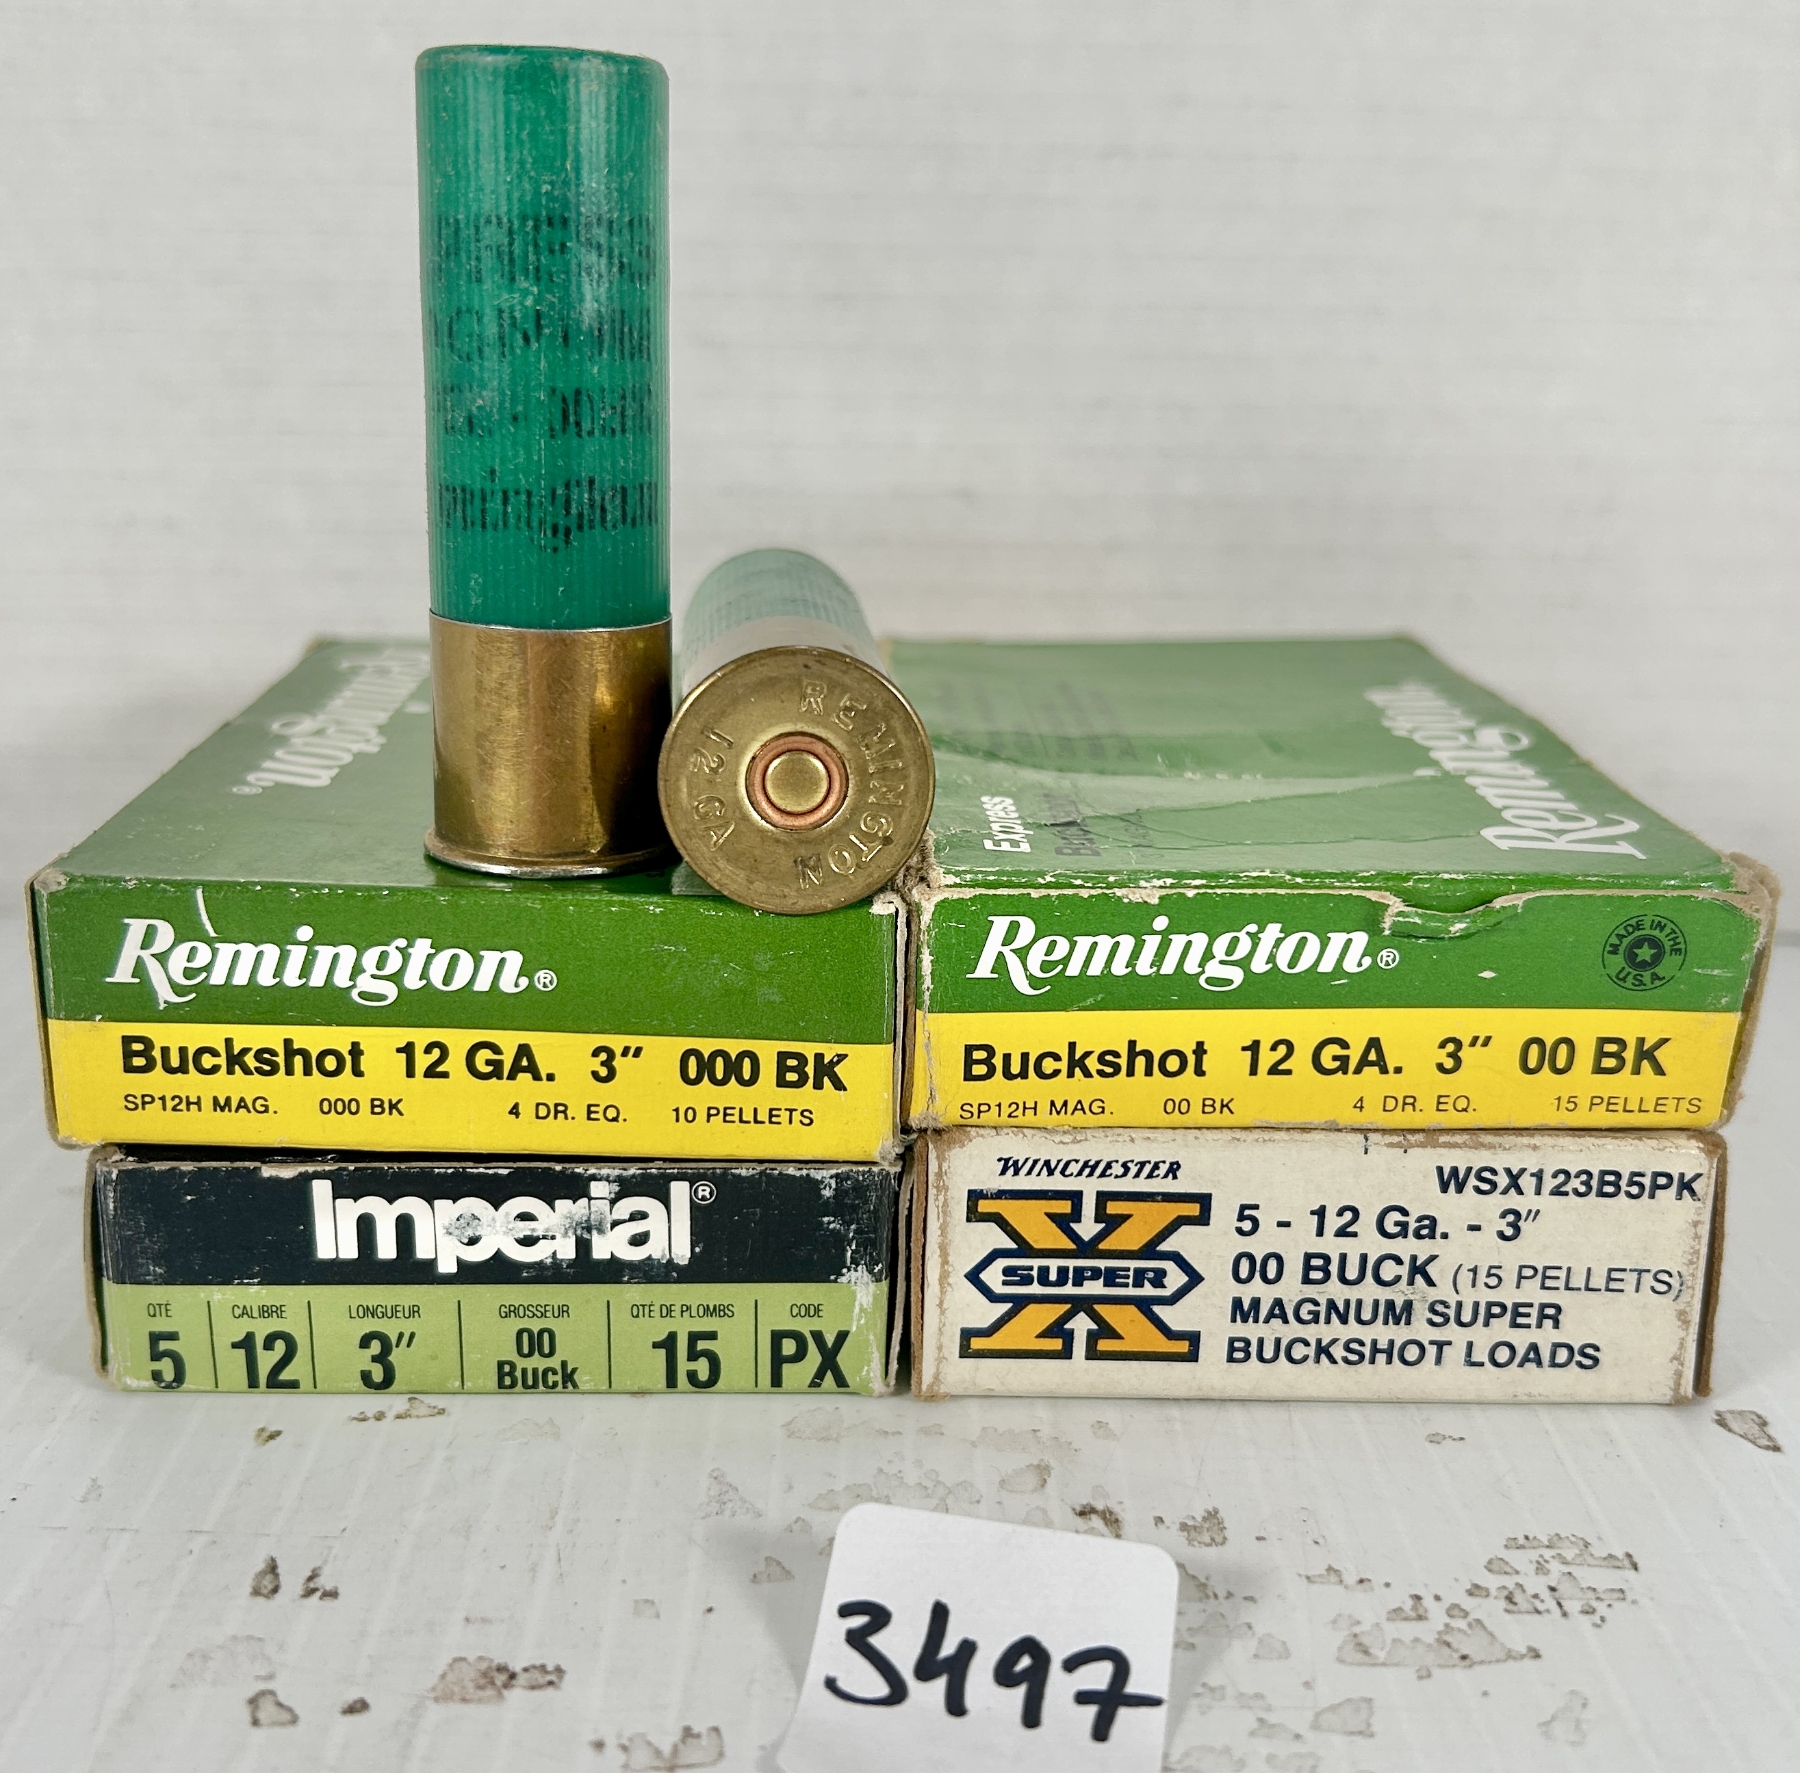 12 GA REMINGTON
Remington®
Remington
Express
Remington®
Buckshot 12 GA. 3" 000 BK
SP12H MAG. 000 BK 4 DR. EQ. 10 PELLETS
Remington®
MADE IN THE U.S.A.
Buckshot 12 GA. 3" 00 BK
SP12H MAG. 00 BK 4 DR. EQ. 15 PELLETS
Imperial®
QTÉ CALIBRE LONGUEUR GROSSEUR QTÉ DE PLOMBS CODE
5 12 3" 00 Buck 15 PX
WINCHESTER
SUPER X
WSX123B5PK
5 - 12 Ga. - 3"
00 BUCK (15 PELLETS)
MAGNUM SUPER
BUCKSHOT LOADS
3497